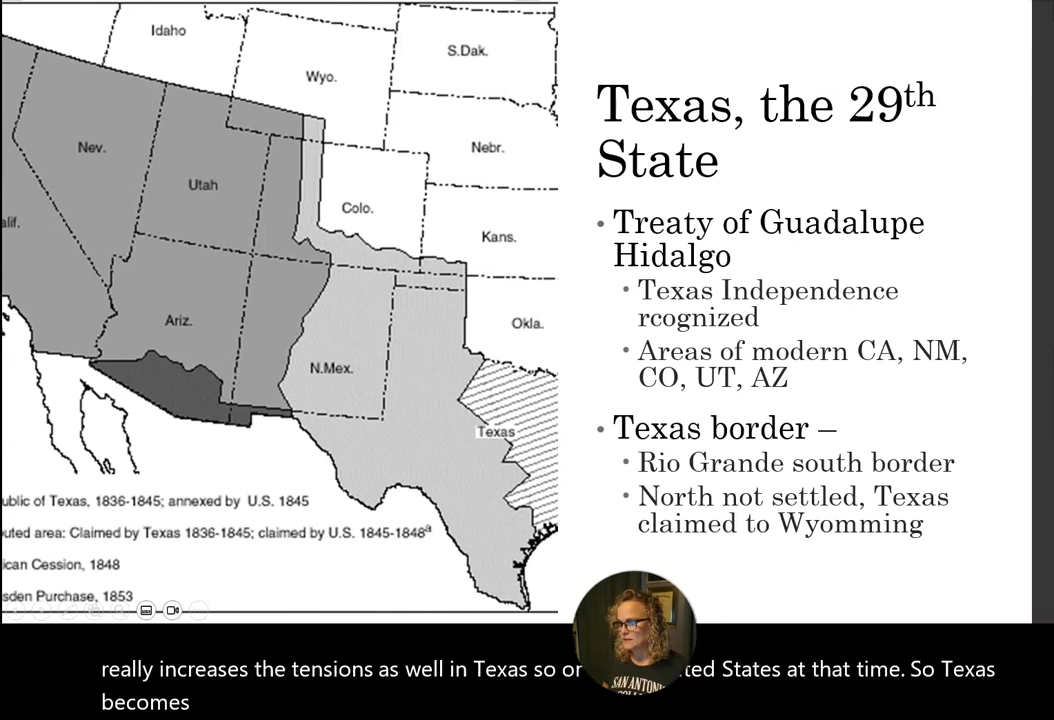 Idaho
S.Dak.
Wyo.
Nev.
Nebr.
Utah
Colo.
alif.
Kans.
Ariz.
Okla.
N.Mex.
Texas
ublic of Texas, 1836-1845; annexed by U.S. 1845
uted area: Claimed by Texas 1836-1845; claimed by U.S. 1845-1848a
ican Cession, 1848
sden Purchase, 1853
Texas, the 29th
State
• Treaty of Guadalupe
Hidalgo
• Texas Independence
rcognized
• Areas of modern CA, NM,
CO, UT, AZ
• Texas border –
• Rio Grande south border
• North not settled, Texas
claimed to Wyomming
SAN ANTON
really increases the tensions as well in Texas so or ted States at that time. So Texas
becomes